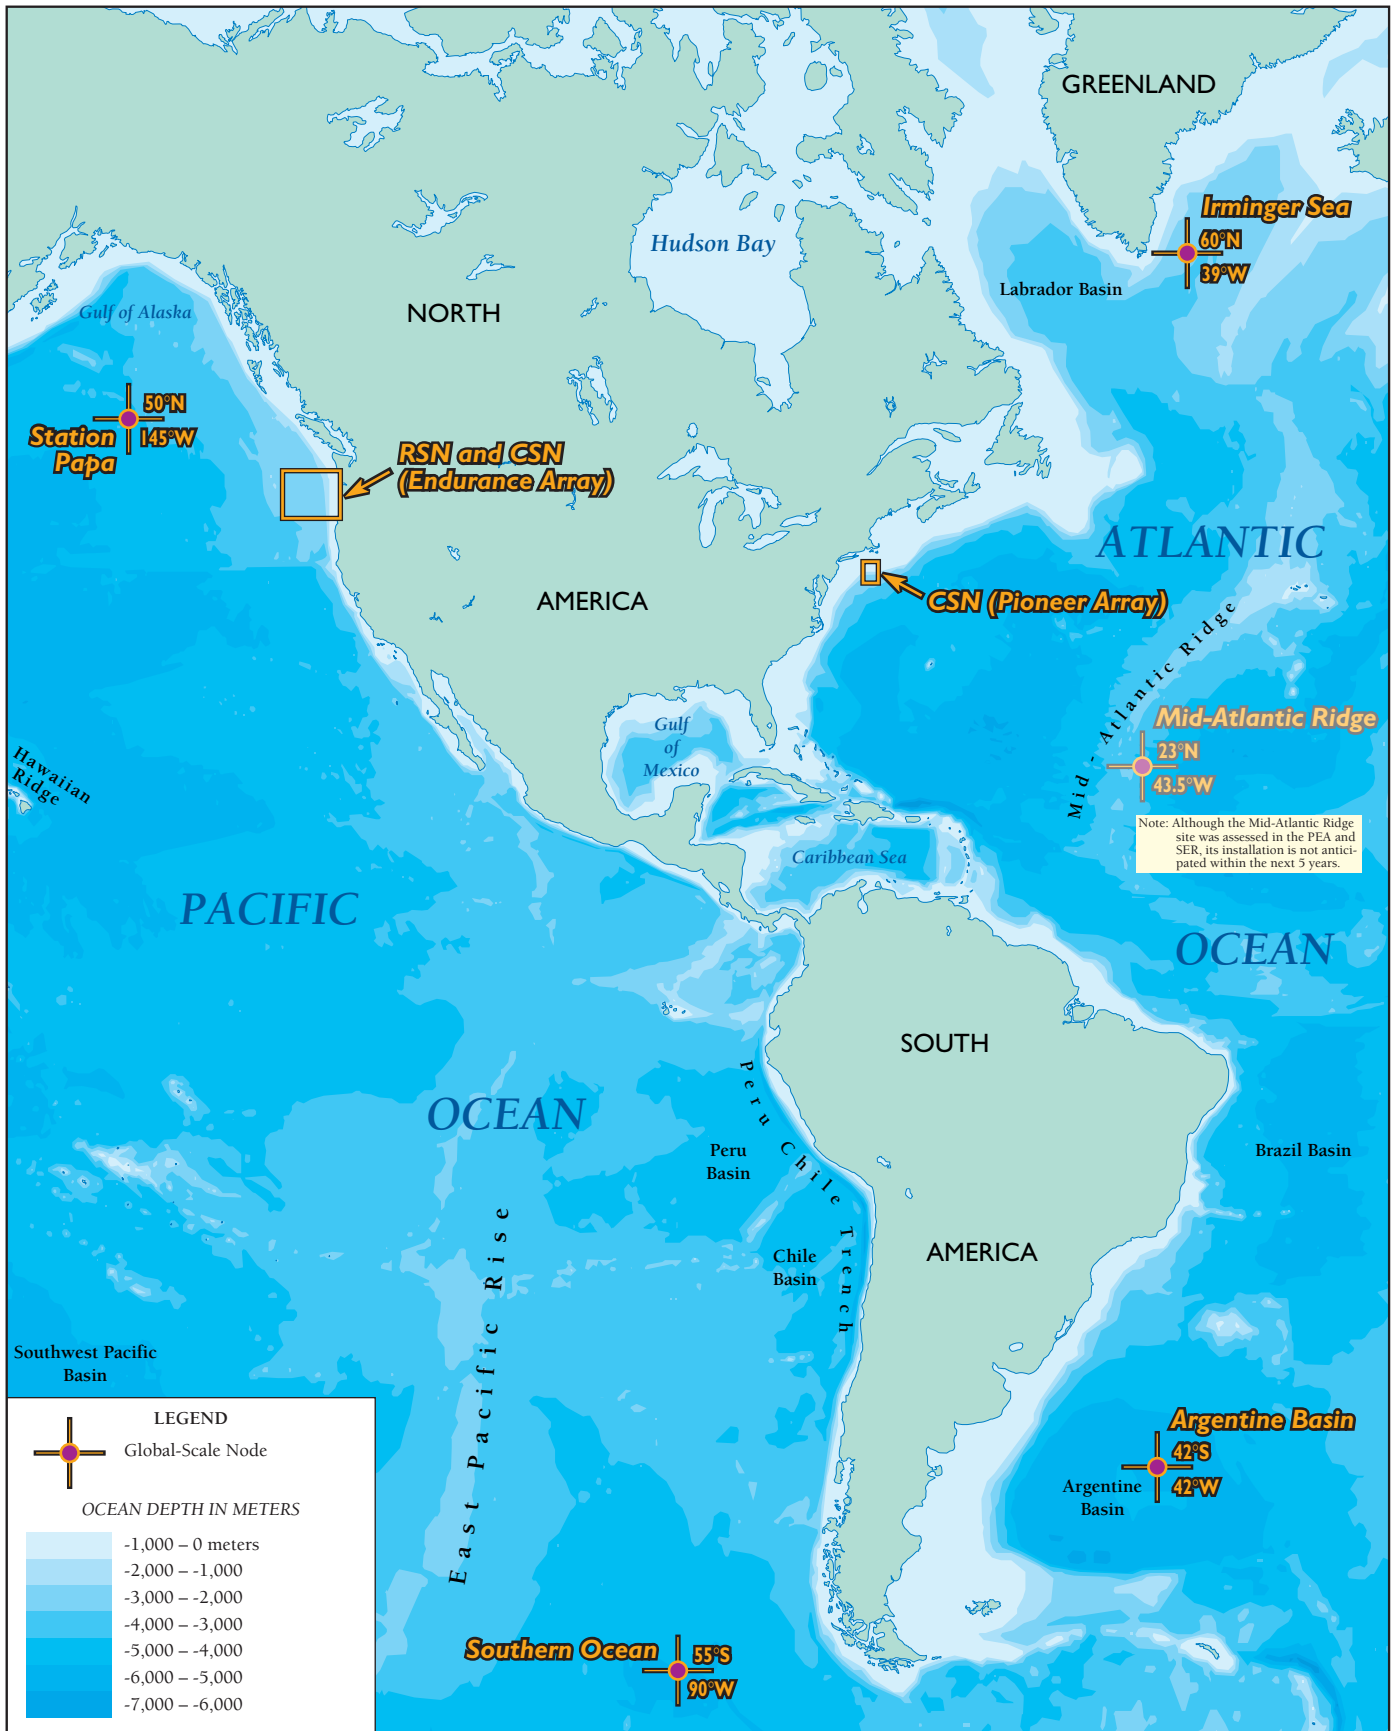 GREENLAND
Irminger Sea
60°N
39°W
Hudson Bay
Labrador Basin
Gulf of Alaska
NORTH
50°N
145°W
Station
Papa
RSN and CSN
(Endurance Array)
ATLANTIC
AMERICA
CSN (Pioneer Array)
Mid - Atlantic Ridge
Mid-Atlantic Ridge
23°N
43.5°W
Gulf
of
Mexico
Hawaiian
Ridge
Note: Although the Mid-Atlantic Ridge
site was assessed in the PEA and
SER, its installation is not antici-
pated within the next 5 years.
Caribbean Sea
PACIFIC
OCEAN
SOUTH
OCEAN
Peru Chile Trench
Peru
Basin
Brazil Basin
East Pacific Rise
AMERICA
Chile
Basin
Southwest Pacific
Basin
Argentine Basin
42°S
42°W
Argentine
Basin
LEGEND
Global-Scale Node
OCEAN DEPTH IN METERS
-1,000 – 0 meters
-2,000 – -1,000
-3,000 – -2,000
-4,000 – -3,000
-5,000 – -4,000
-6,000 – -5,000
-7,000 – -6,000
Southern Ocean
55°S
90°W